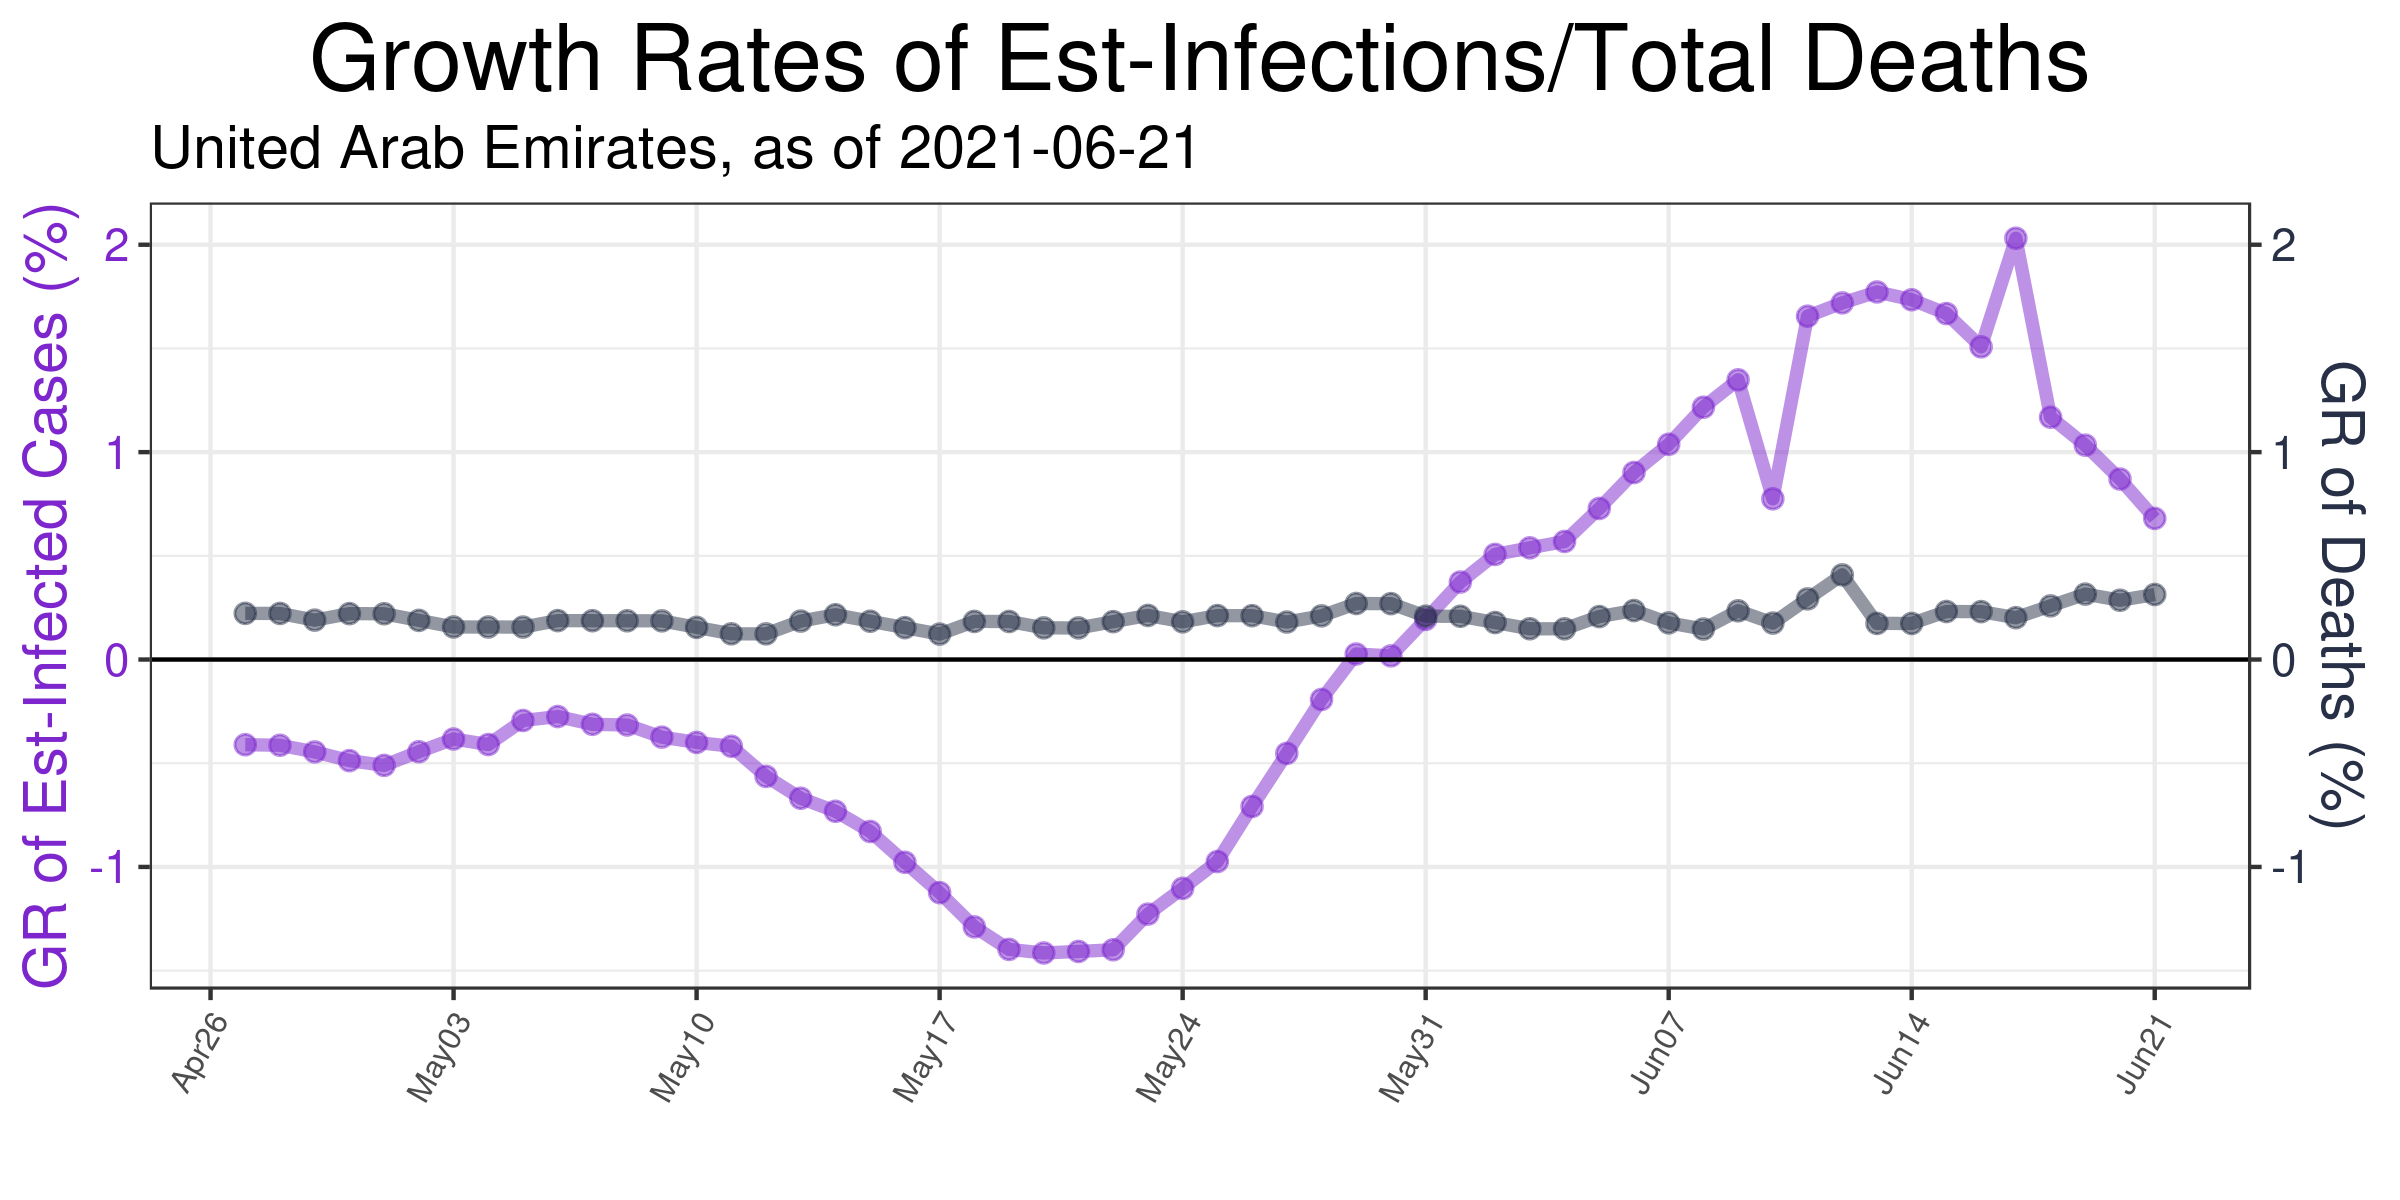 Growth Rates of Est-Infections/Total Deaths
United Arab Emirates, as of 2021-06-21
GR of Est-Infected Cases (%)
2
1
0
-1
2
1
0
-1
GR of Deaths (%)
Apr26
May03
May10
May17
May24
May31
Jun07
Jun14
Jun21